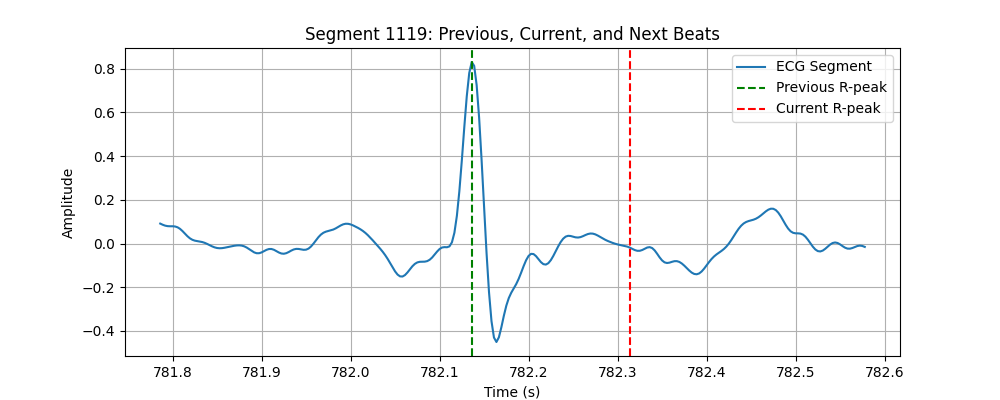 Segment 1119: Previous, Current, and Next Beats
ECG Segment
Previous R-peak
Current R-peak
Amplitude
0.8
0.6
0.4
0.2
0.0
−0.2
−0.4
781.8 781.9 782.0 782.1 782.2 782.3 782.4 782.5 782.6
Time (s)